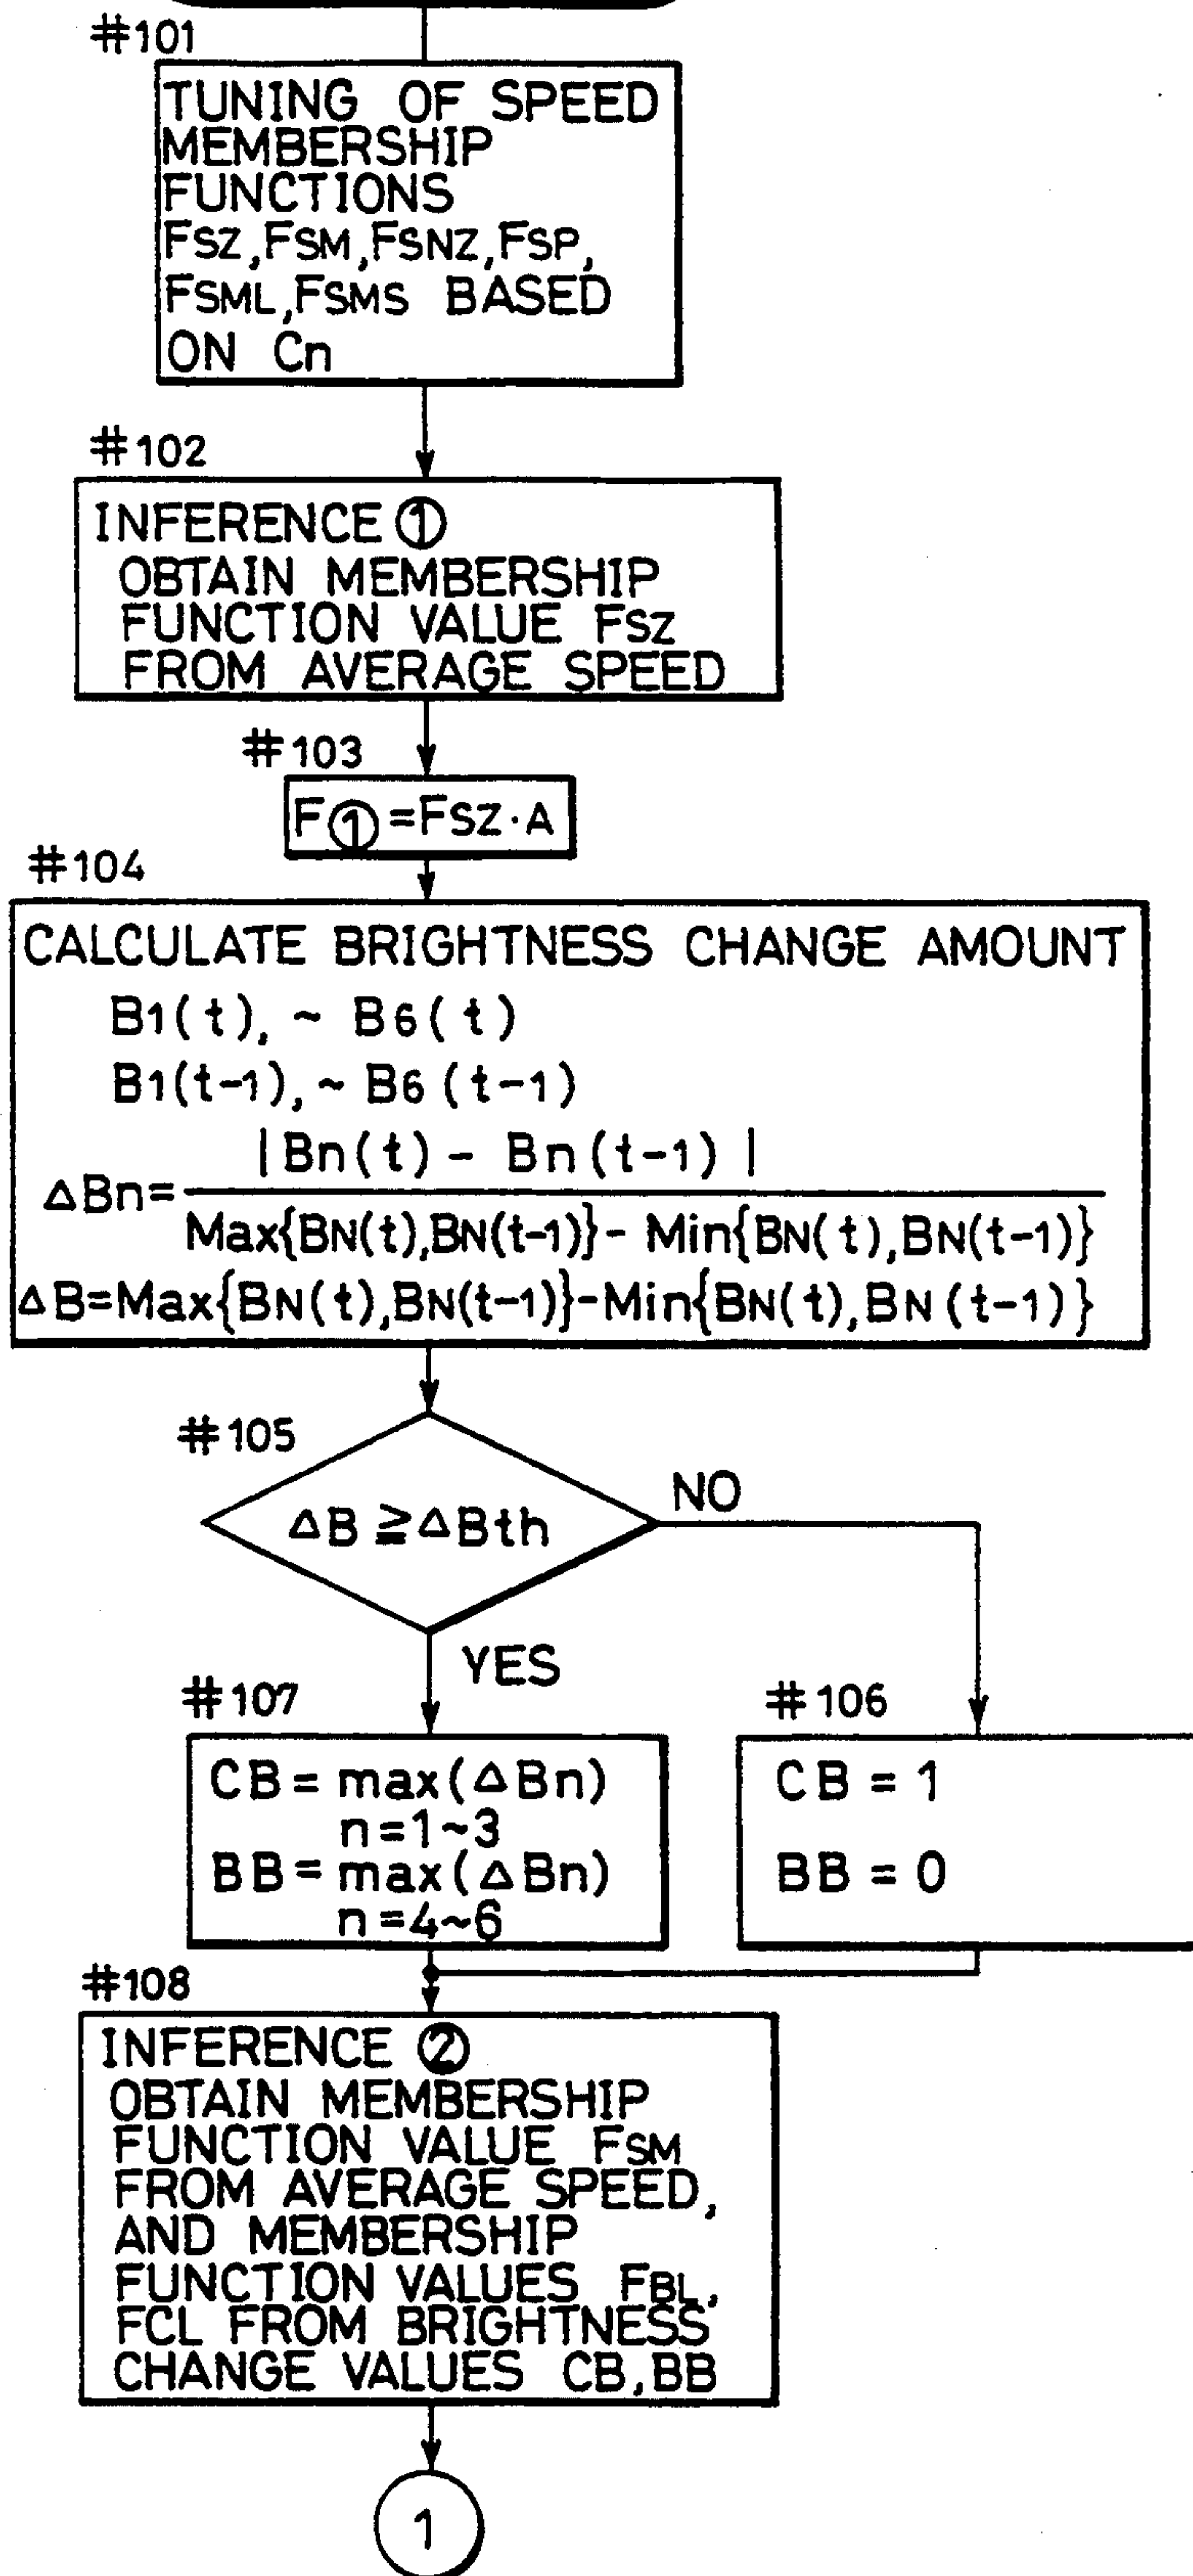 #101
TUNING OF SPEED
MEMBERSHIP
FUNCTIONS
FSZ,FSM,FSNZ,FSP,
FSML,FSMS BASED
ON Cn
#102
INFERENCE ①
OBTAIN MEMBERSHIP
FUNCTION VALUE FSZ
FROM AVERAGE SPEED
#103
F①=FSZ·A
#104
CALCULATE BRIGHTNESS CHANGE AMOUNT
B1(t), ~ B6(t)
B1(t-1), ~ B6(t-1)
|Bn(t) - Bn(t-1)|
ΔBn=
Max{BN(t),BN(t-1)}- Min{BN(t),BN(t-1)}
ΔB=Max{BN(t),BN(t-1)}-Min{BN(t),BN(t-1)}
#105
ΔB≧ΔBth
NO
YES
#107
CB=max(ΔBn)
n=1~3
BB=max(ΔBn)
n=4~6
#106
CB = 1
BB = 0
#108
INFERENCE ②
OBTAIN MEMBERSHIP
FUNCTION VALUE FSM
FROM AVERAGE SPEED,
AND MEMBERSHIP
FUNCTION VALUES FBL,
FCL FROM BRIGHTNESS
CHANGE VALUES CB,BB
1